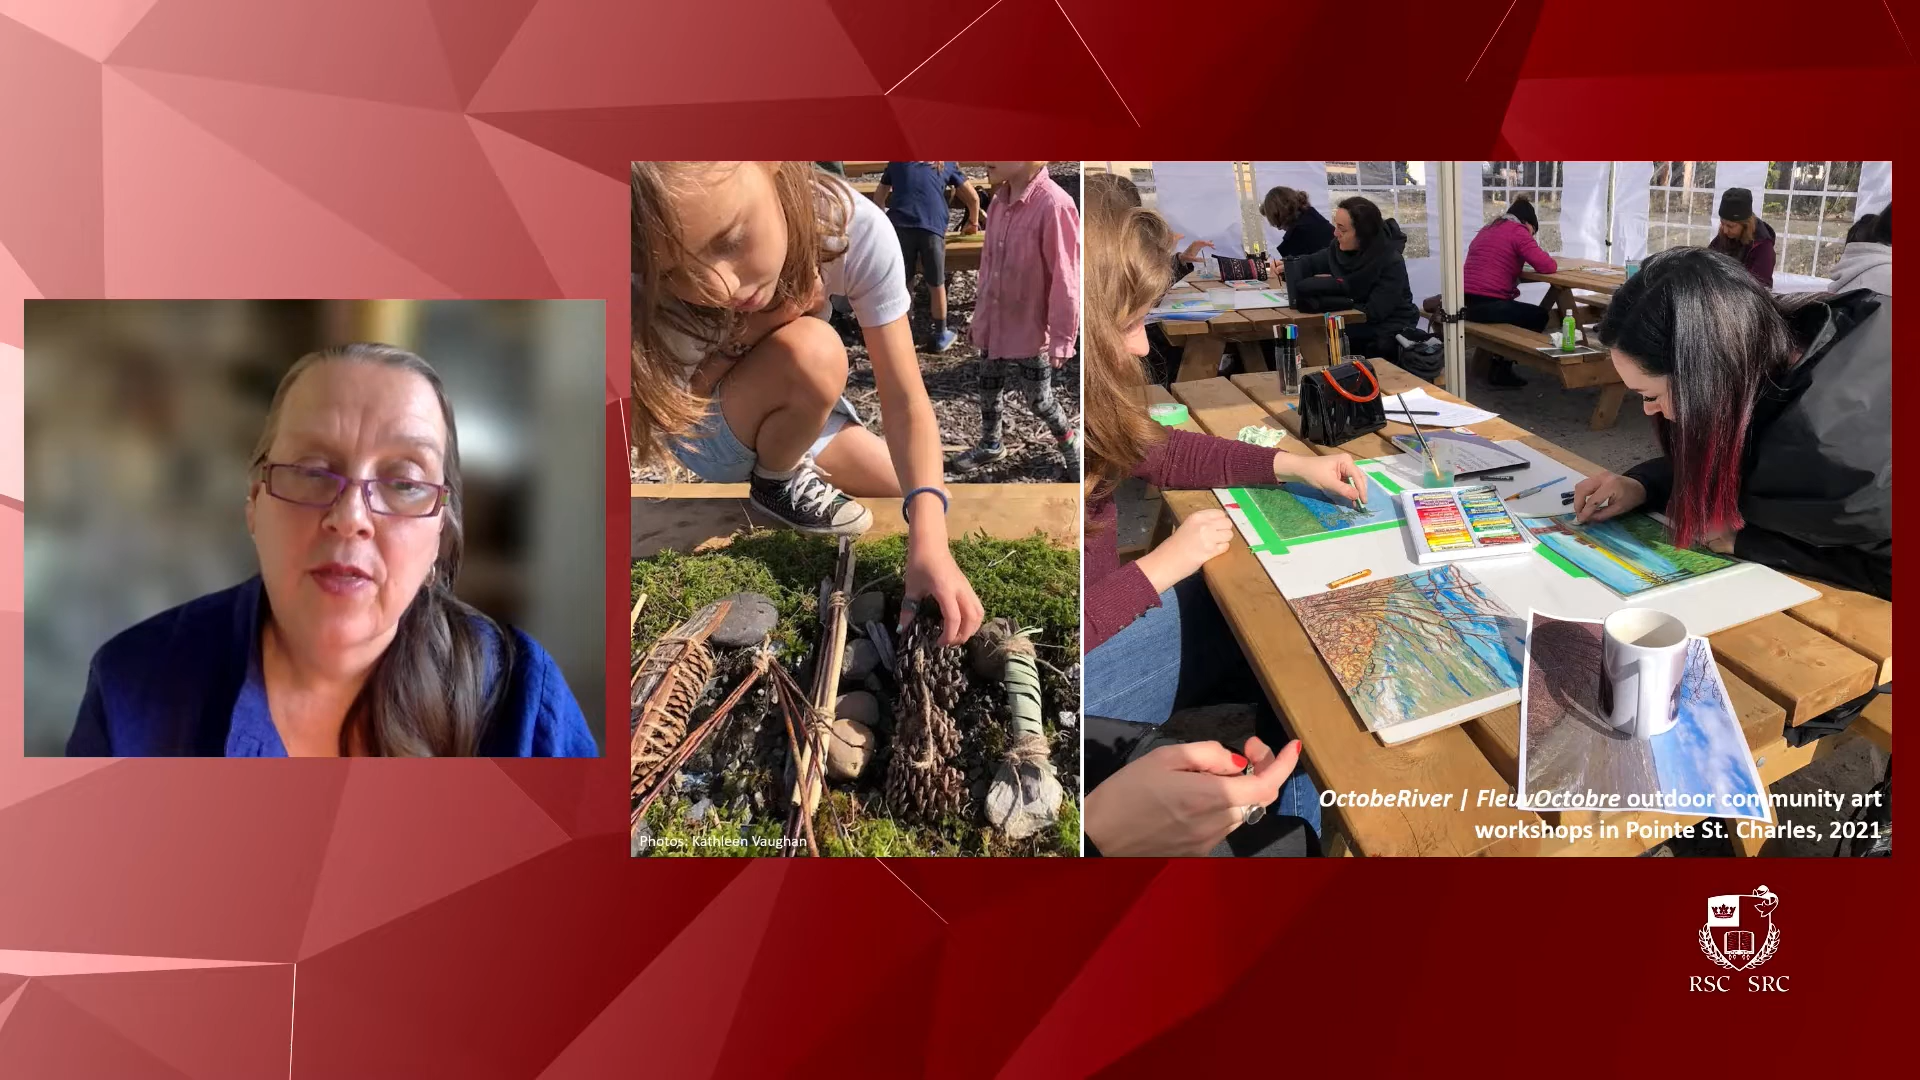 Photos: Kathleen Vaughan
OctobeRiver | FleuvOctobre outdoor community art
workshops in Pointe St. Charles, 2021
RSC SRC